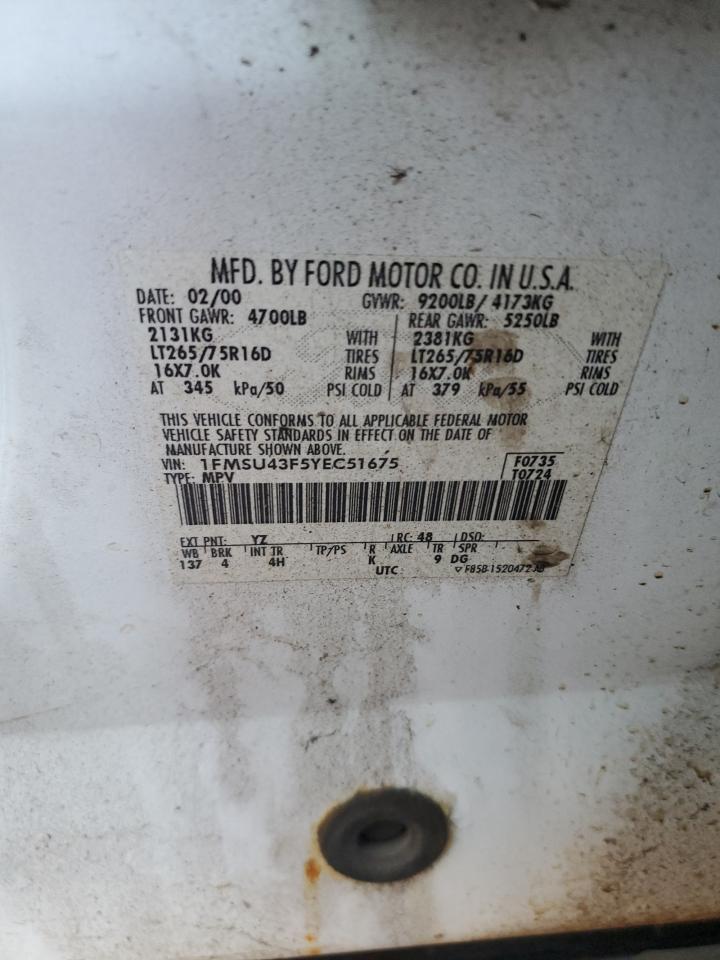 MFD. BY FORD MOTOR CO. IN U.S.A.
DATE: 02/00 GVWR: 9200LB/ 4173KG
FRONT GAWR: 4700LB REAR GAWR: 5250LB
2131KG WITH 2381KG WITH
LT265/75R16D TIRES LT265/75R16D TIRES
16X7.0K RIMS 16X7.0K RIMS
AT 345 kPa/50 PSI COLD AT 379 kPa/55 PSI COLD
THIS VEHICLE CONFORMS TO ALL APPLICABLE FEDERAL MOTOR
VEHICLE SAFETY STANDARDS IN EFFECT ON THE DATE OF
MANUFACTURE SHOWN ABOVE.
VIN: 1FMSU43F5YEC51675 F0735
TYPE: MPV T0724
EXT PNT: YZ RC: 48 DSO:
WB BRK INT TR TP/PS R AXLE TR SPR
137 4 4H K 9 DG
UTC